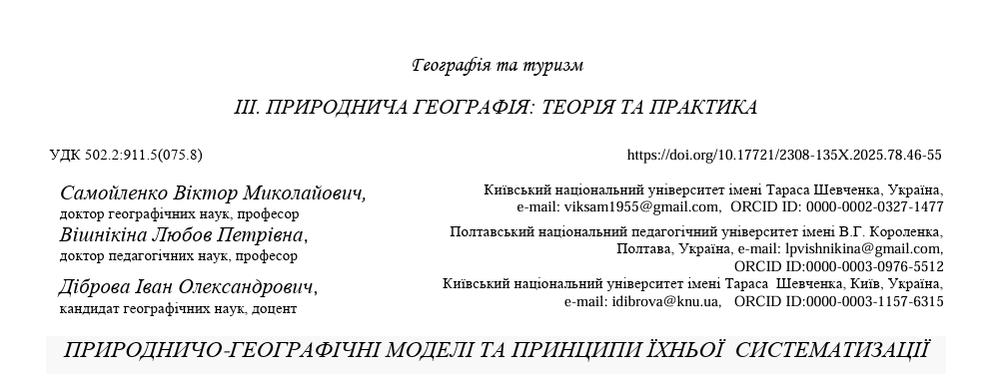 Географія та туризм
ІІІ. ПРИРОДНИЧА ГЕОГРАФІЯ: ТЕОРІЯ ТА ПРАКТИКА
УДК 502.2:911.5(075.8) https://doi.org/10.17721/2308-135X.2025.78.46-55
Самойленко Віктор Миколайович,
доктор географічних наук, професор
Київський національний університет імені Тараса Шевченка, Україна,
e-mail: viksam1955@gmail.com, ORCID ID: 0000-0002-0327-1477
Вішнікіна Любов Петрівна,
доктор педагогічних наук, професор
Полтавський національний педагогічний університет імені В.Г. Короленка,
Полтава, Україна, e-mail: lpvishnikina@gmail.com,
ORCID ID:0000-0003-0976-5512
Діброва Іван Олександрович,
кандидат географічних наук, доцент
Київський національний університет імені Тараса Шевченка, Київ, Україна,
e-mail: idibrova@knu.ua, ORCID ID:0000-0003-1157-6315
ПРИРОДНИЧО-ГЕОГРАФІЧНІ МОДЕЛІ ТА ПРИНЦИПИ ЇХНЬОЇ СИСТЕМАТИЗАЦІЇ